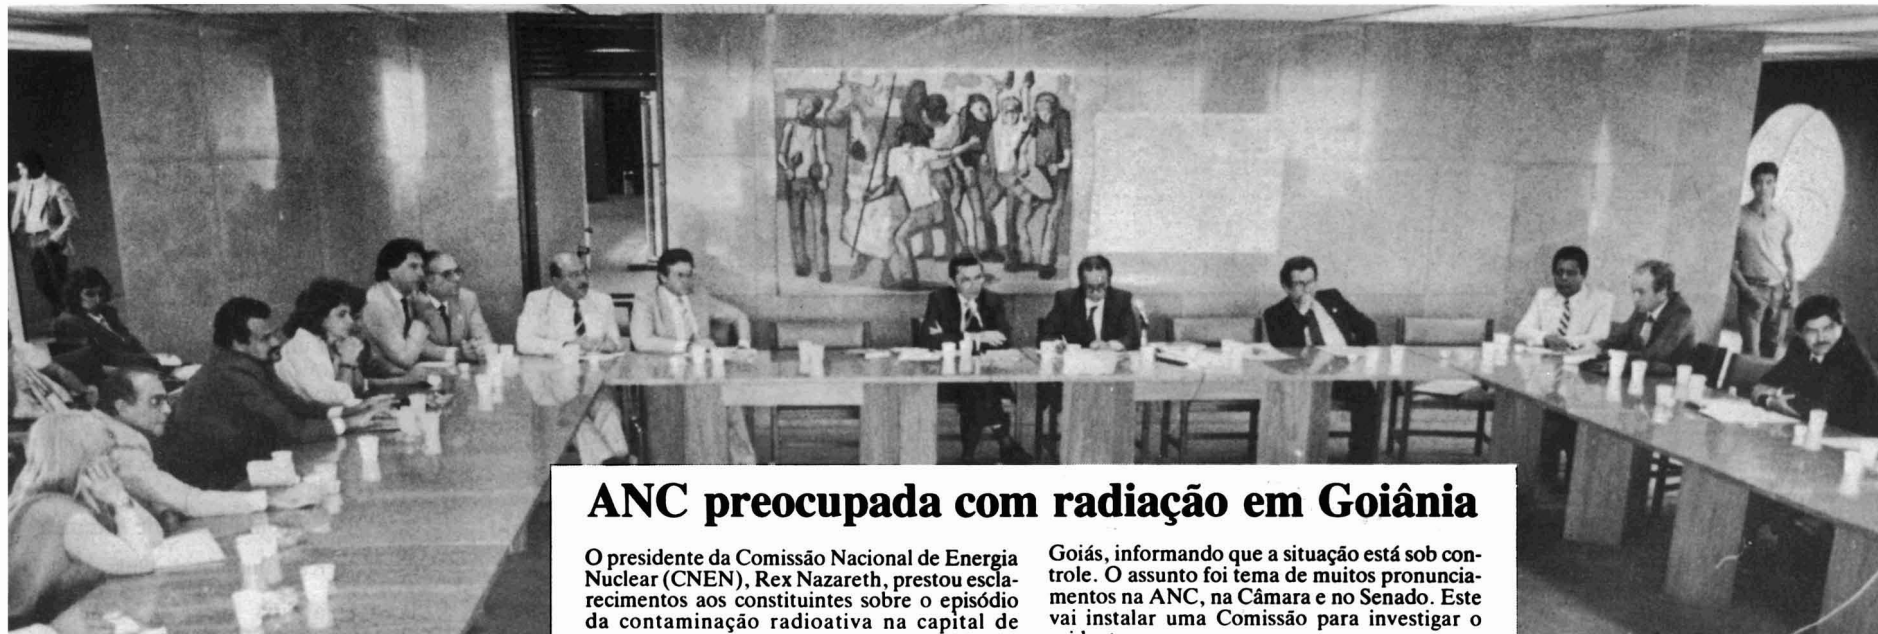 ANC preocupada com radiação em Goiânia
O presidente da Comissão Nacional de Energia
Nuclear (CNEN), Rex Nazareth, prestou escla-
recimentos aos constituintes sobre o episódio
da contaminação radioativa na capital de
Goiás, informando que a situação está sob con-
trole. O assunto foi tema de muitos pronuncia-
mentos na ANC, na Câmara e no Senado. Este
vai instalar uma Comissão para investigar o